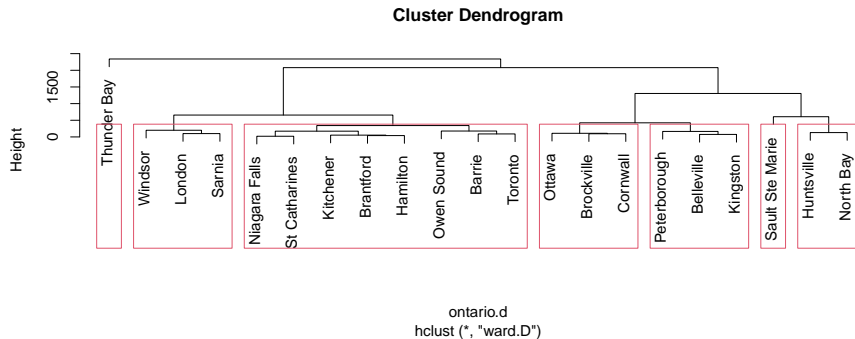 Cluster Dendrogram
Height
0
1500
Thunder Bay
Windsor
London
Sarnia
Niagara Falls
St Catharines
Kitchener
Brantford
Hamilton
Owen Sound
Barrie
Toronto
Ottawa
Brockville
Cornwall
Peterborough
Belleville
Kingston
Sault Ste Marie
Huntsville
North Bay
ontario.d
hclust (*, "ward.D")